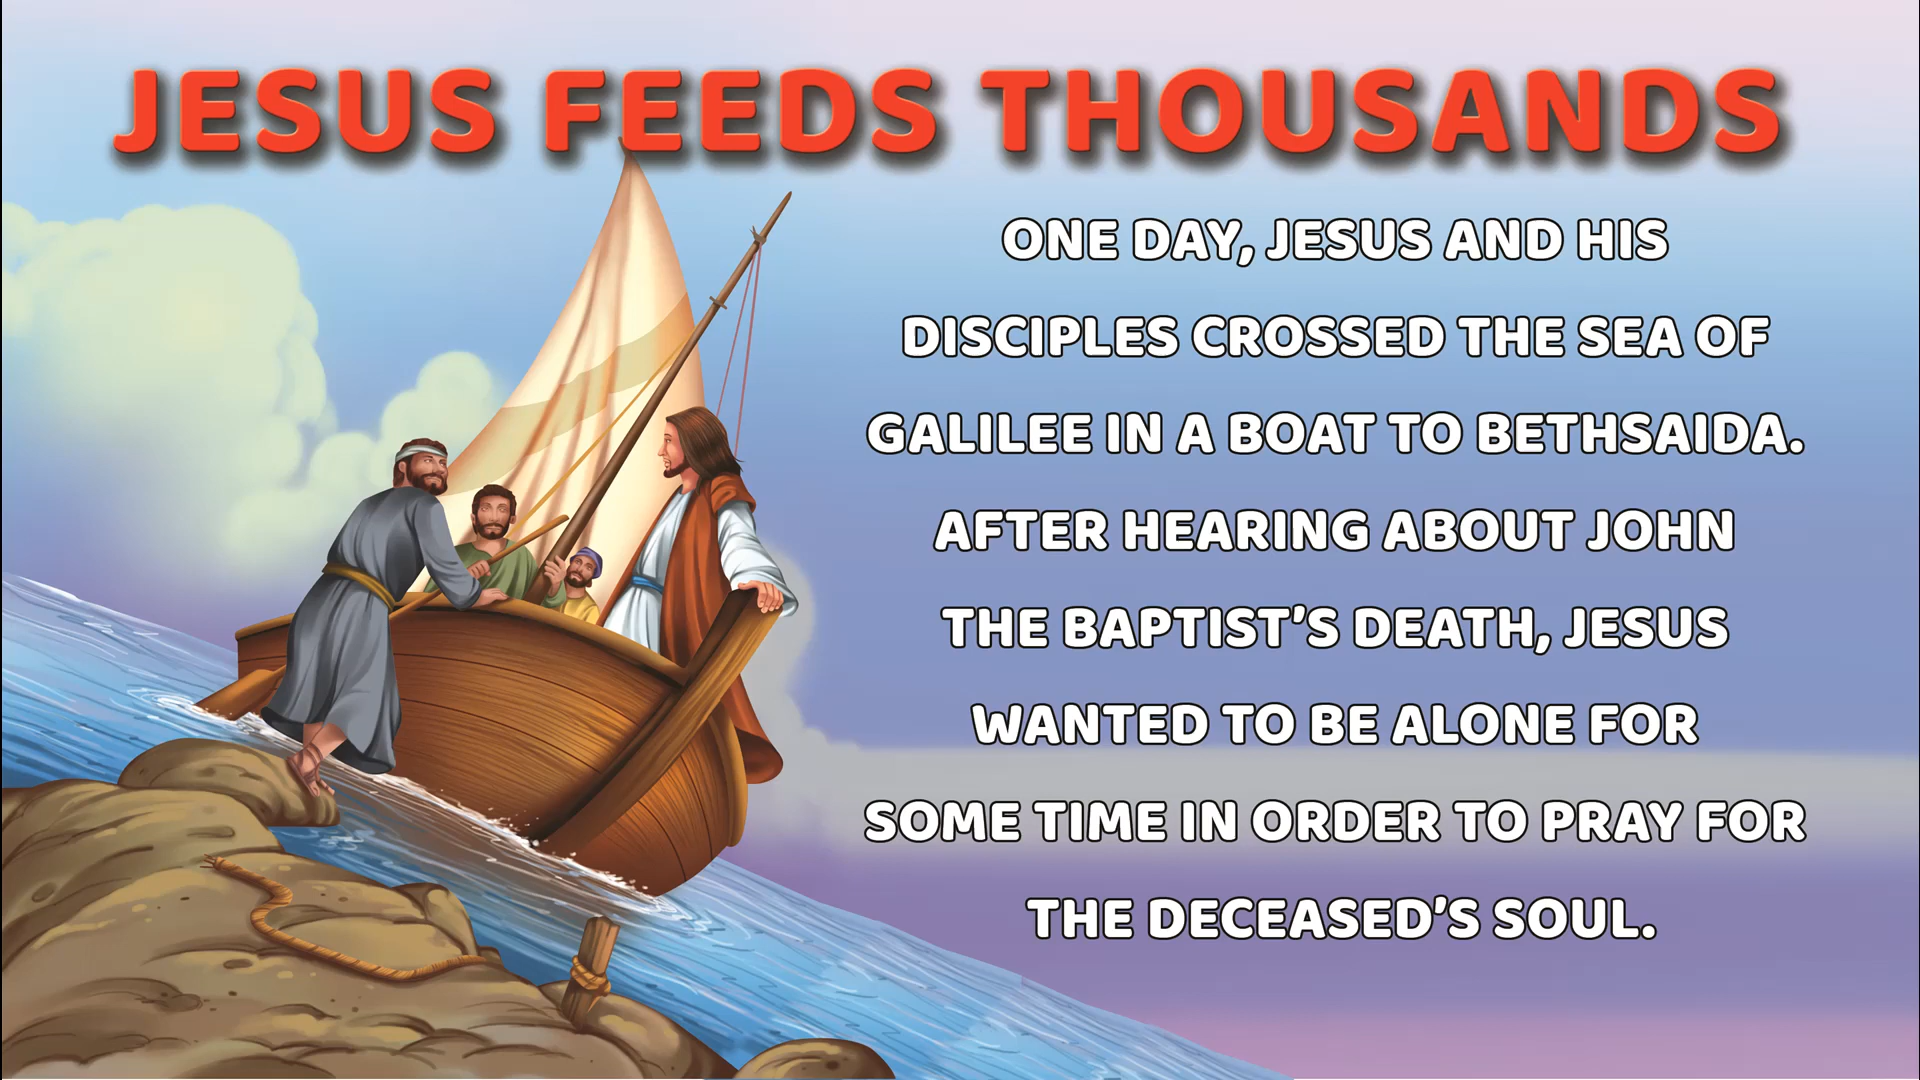 JESUS FEEDS THOUSANDS
ONE DAY, JESUS AND HIS
DISCIPLES CROSSED THE SEA OF
GALILEE IN A BOAT TO BETHSAIDA.
AFTER HEARING ABOUT JOHN
THE BAPTIST'S DEATH, JESUS
WANTED TO BE ALONE FOR
SOME TIME IN ORDER TO PRAY FOR
THE DECEASED'S SOUL.